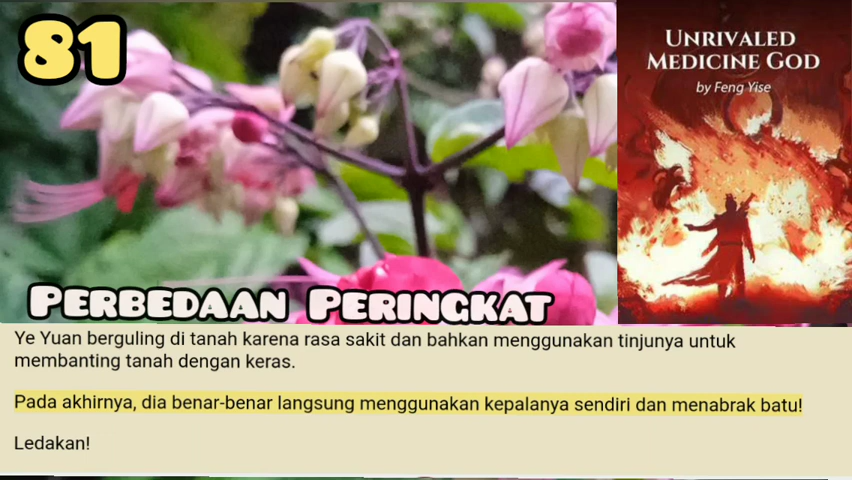 81
UNRIVALED
MEDICINE GOD
by Feng Yise
PERBEDAAN PERINGKAT
Ye Yuan berguling di tanah karena rasa sakit dan bahkan menggunakan tinjunya untuk
membanting tanah dengan keras.
Pada akhirnya, dia benar-benar langsung menggunakan kepalanya sendiri dan menabrak batu!
Ledakan!